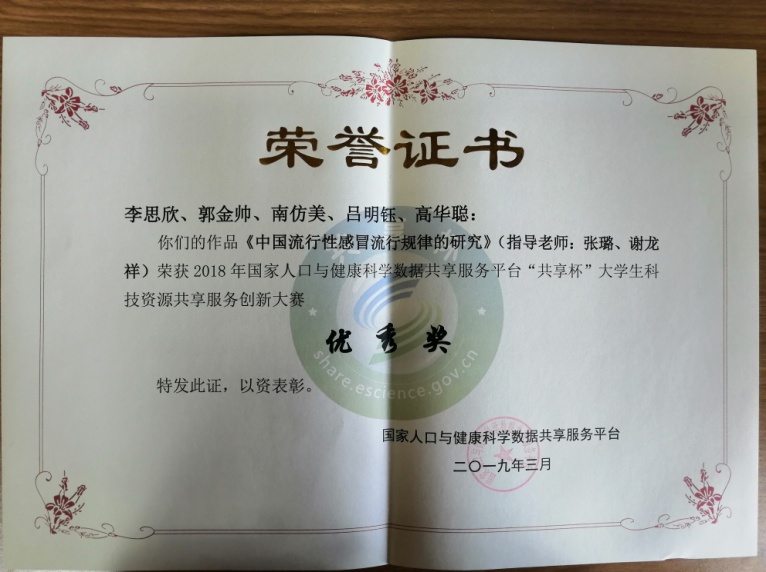 荣誉证书
李思欣、郭金帅、南仿美、吕明钰、高华聪：
你们的作品《中国流行性感冒流行规律的研究》（指导老师：张璐、谢龙
祥）荣获2018年国家人口与健康科学数据共享服务平台“共享杯”大学生科
技资源共享服务创新大赛
优秀奖
share.escience.gov.cn
特发此证，以资表彰。
国家人口与健康科学数据共享服务平台
二〇一九年三月